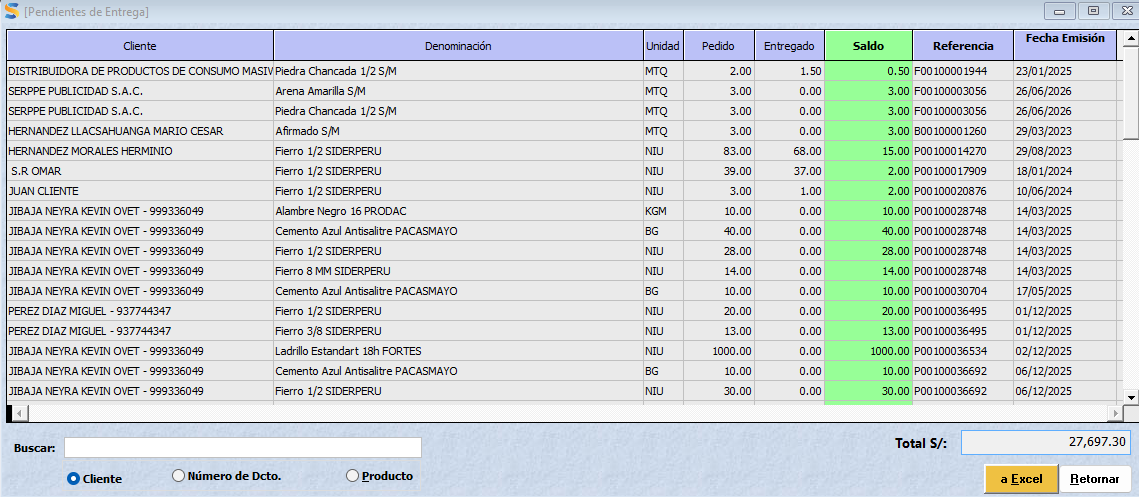 [Pendientes de Entrega]
Cliente Denominación Unidad Pedido Entregado Saldo Referencia Fecha Emisión
DISTRIBUIDORA DE PRODUCTOS DE CONSUMO MASIV Piedra Chancada 1/2 S/M MTQ 2.00 1.50 0.50 F00100001944 23/01/2025
SERPPE PUBLICIDAD S.A.C. Arena Amarilla S/M MTQ 3.00 0.00 3.00 F00100003056 26/06/2026
SERPPE PUBLICIDAD S.A.C. Piedra Chancada 1/2 S/M MTQ 3.00 0.00 3.00 F00100003056 26/06/2026
HERNANDEZ LLACSAHUANGA MARIO CESAR Afirmado S/M MTQ 3.00 0.00 3.00 B00100001260 29/03/2023
HERNANDEZ MORALES HERMINIO Fierro 1/2 SIDERPERU NIU 83.00 68.00 15.00 P00100014270 29/08/2023
S.R OMAR Fierro 1/2 SIDERPERU NIU 39.00 37.00 2.00 P00100017909 18/01/2024
JUAN CLIENTE Fierro 1/2 SIDERPERU NIU 3.00 1.00 2.00 P00100020876 10/06/2024
JIBAJA NEYRA KEVIN OVET - 999336049 Alambre Negro 16 PRODAC KGM 10.00 0.00 10.00 P00100028748 14/03/2025
JIBAJA NEYRA KEVIN OVET - 999336049 Cemento Azul Antisalitre PACASMAYO BG 40.00 0.00 40.00 P00100028748 14/03/2025
JIBAJA NEYRA KEVIN OVET - 999336049 Fierro 1/2 SIDERPERU NIU 28.00 0.00 28.00 P00100028748 14/03/2025
JIBAJA NEYRA KEVIN OVET - 999336049 Fierro 8 MM SIDERPERU NIU 14.00 0.00 14.00 P00100028748 14/03/2025
JIBAJA NEYRA KEVIN OVET - 999336049 Cemento Azul Antisalitre PACASMAYO BG 10.00 0.00 10.00 P00100030704 17/05/2025
PEREZ DIAZ MIGUEL - 937744347 Fierro 1/2 SIDERPERU NIU 20.00 0.00 20.00 P00100036495 01/12/2025
PEREZ DIAZ MIGUEL - 937744347 Fierro 3/8 SIDERPERU NIU 13.00 0.00 13.00 P00100036495 01/12/2025
JIBAJA NEYRA KEVIN OVET - 999336049 Ladrillo Estandart 18h FORTES NIU 1000.00 0.00 1000.00 P00100036534 02/12/2025
JIBAJA NEYRA KEVIN OVET - 999336049 Cemento Azul Antisalitre PACASMAYO BG 10.00 0.00 10.00 P00100036692 06/12/2025
JIBAJA NEYRA KEVIN OVET - 999336049 Fierro 1/2 SIDERPERU NIU 30.00 0.00 30.00 P00100036692 06/12/2025
Buscar: Total S/: 27,697.30
Cliente Número de Dcto. Producto a Excel Retornar